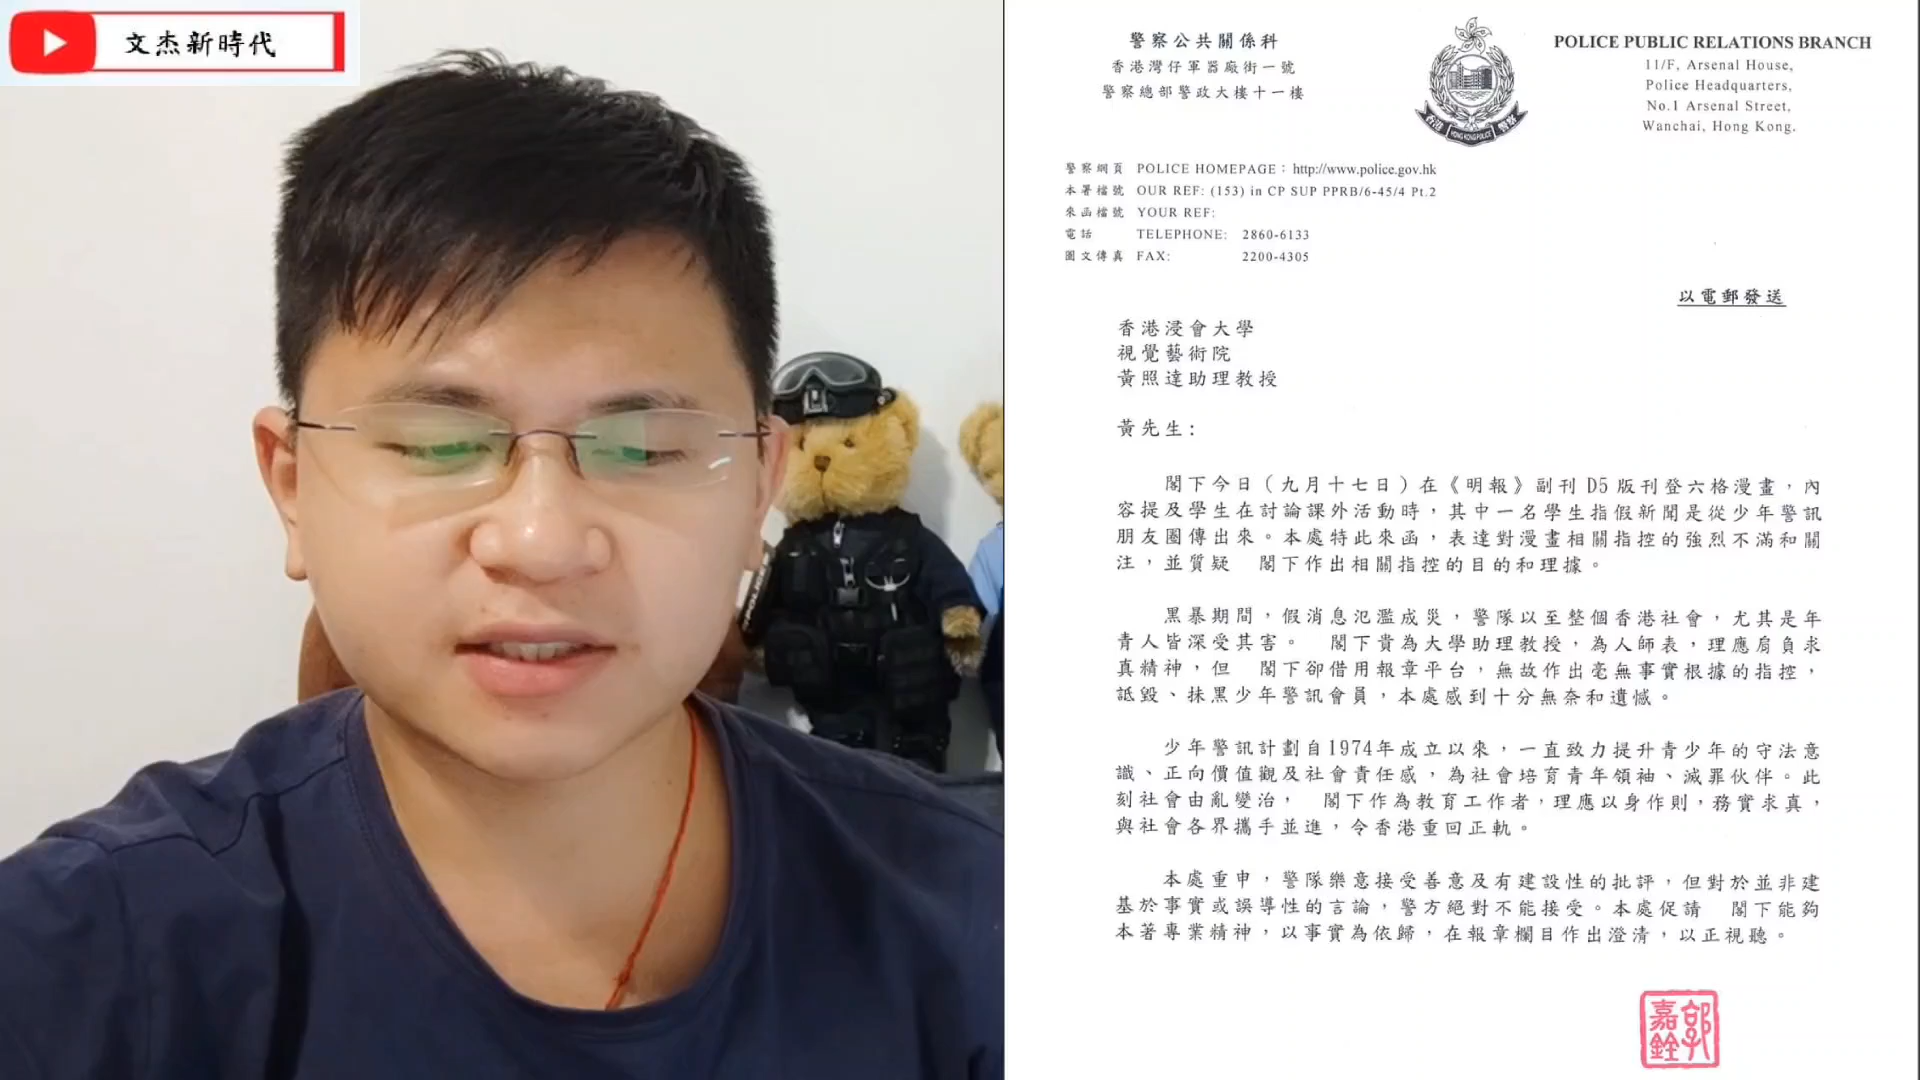 文杰新時代
警察公共關係科
香港灣仔軍器廠街一號
警察總部警政大樓十一樓
香港
HONG KONG POLICE
警察
POLICE PUBLIC RELATIONS BRANCH
11/F, Arsenal House,
Police Headquarters,
No.1 Arsenal Street,
Wanchai, Hong Kong.
警察網頁 POLICE HOMEPAGE : http://www.police.gov.hk
本署檔號 OUR REF: (153) in CP SUP PPRB/6-45/4 Pt.2
來函檔號 YOUR REF:
電話 TELEPHONE: 2860-6133
圖文傳真 FAX: 2200-4305
以電郵發送
香港浸會大學
視覺藝術院
黃照達助理教授
黃先生:
閣下今日(九月十七日)在《明報》副刊 D5 版刊登六格漫畫,內
容提及學生在討論課外活動時,其中一名學生指假新聞是從少年警訊
朋友圈傳出來。本處特此來函,表達對漫畫相關指控的強烈不滿和關
注,並質疑 閣下作出相關指控的目的和理據。
黑暴期間,假消息氾濫成災,警隊以至整個香港社會,尤其是年
青人皆深受其害。 閣下貴為大學助理教授,為人師表,理應肩負求
真精神,但 閣下卻借用報章平台,無故作出毫無事實根據的指控,
詆毀、抹黑少年警訊會員,本處感到十分無奈和遺憾。
少年警訊計劃自1974年成立以來,一直致力提升青少年的守法意
識、正向價值觀及社會責任感,為社會培育青年領袖、滅罪伙伴。此
刻社會由亂變治, 閣下作為教育工作者,理應以身作則,務實求真,
與社會各界攜手並進,令香港重回正軌。
本處重申,警隊樂意接受善意及有建設性的批評,但對於並非建
基於事實或誤導性的言論,警方絕對不能接受。本處促請 閣下能夠
本著專業精神,以事實為依歸,在報章欄目作出澄清,以正視聽。
郭嘉銓
POLICE